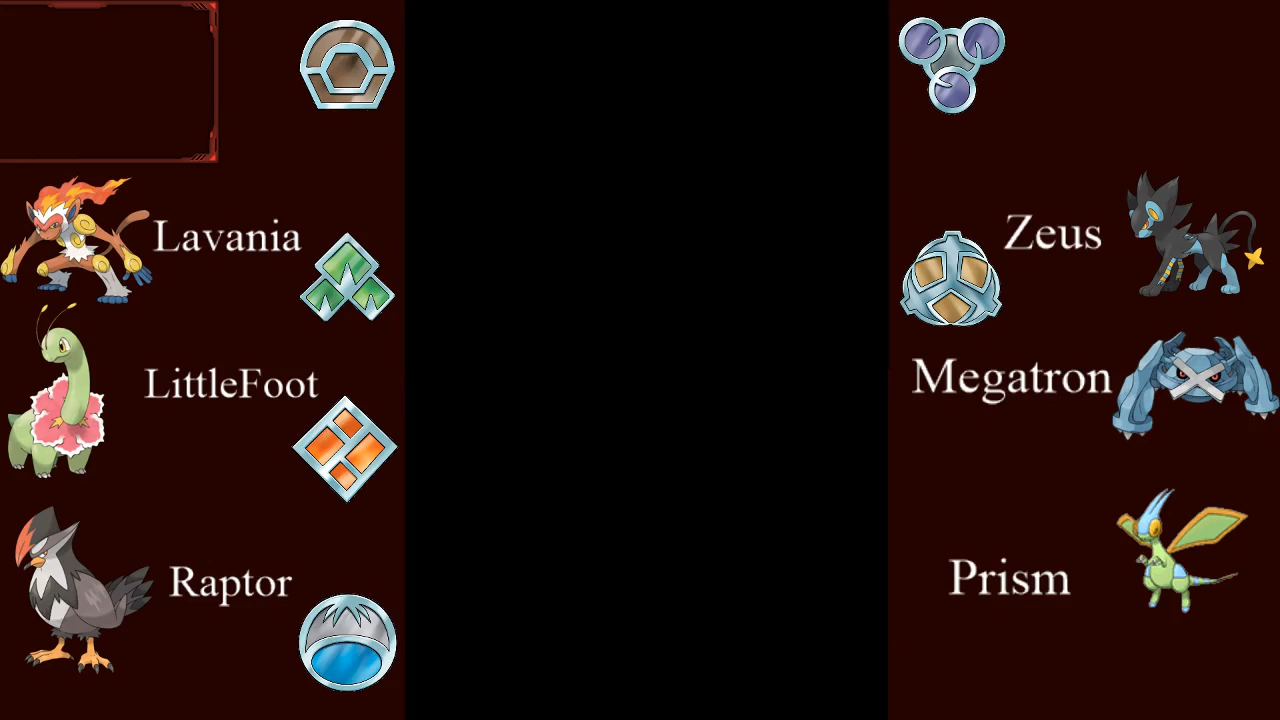 Lavania
LittleFoot
Raptor
Zeus
Megatron
Prism